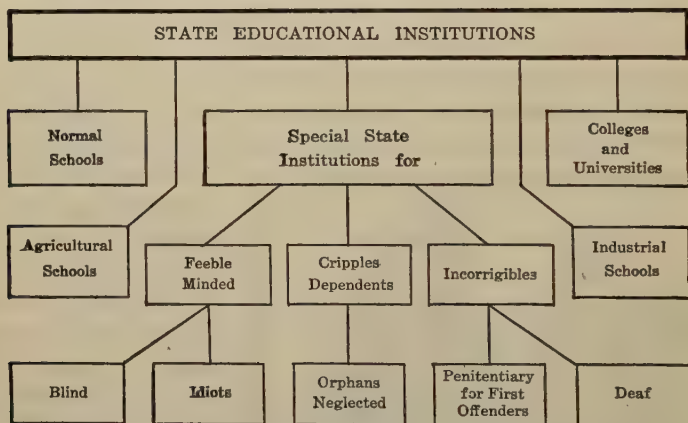 STATE EDUCATIONAL INSTITUTIONS
Normal
Schools
Special State
Institutions for
Colleges
and
Universities
Agricultural
Schools
Feeble
Minded
Cripples
Dependents
Incorrigibles
Industrial
Schools
Blind
Idiots
Orphans
Neglected
Penitentiary
for First
Offenders
Deaf